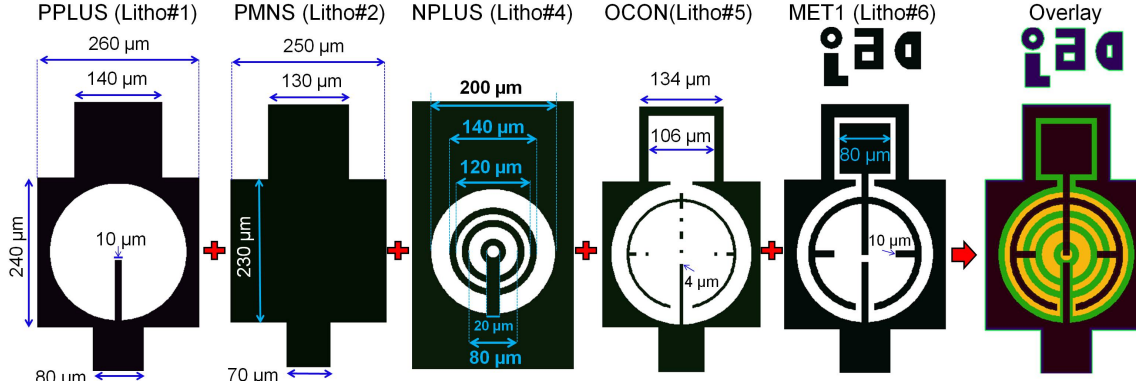 PPLUS (Litho#1) PMNS (Litho#2) NPLUS (Litho#4) OCON(Litho#5) MET1 (Litho#6) Overlay
260 µm
140 µm
240 µm
10 µm
80 µm
250 µm
130 µm
230 µm
70 µm
200 µm
140 µm
120 µm
20 µm
80 µm
134 µm
106 µm
4 µm
80 µm
10 µm